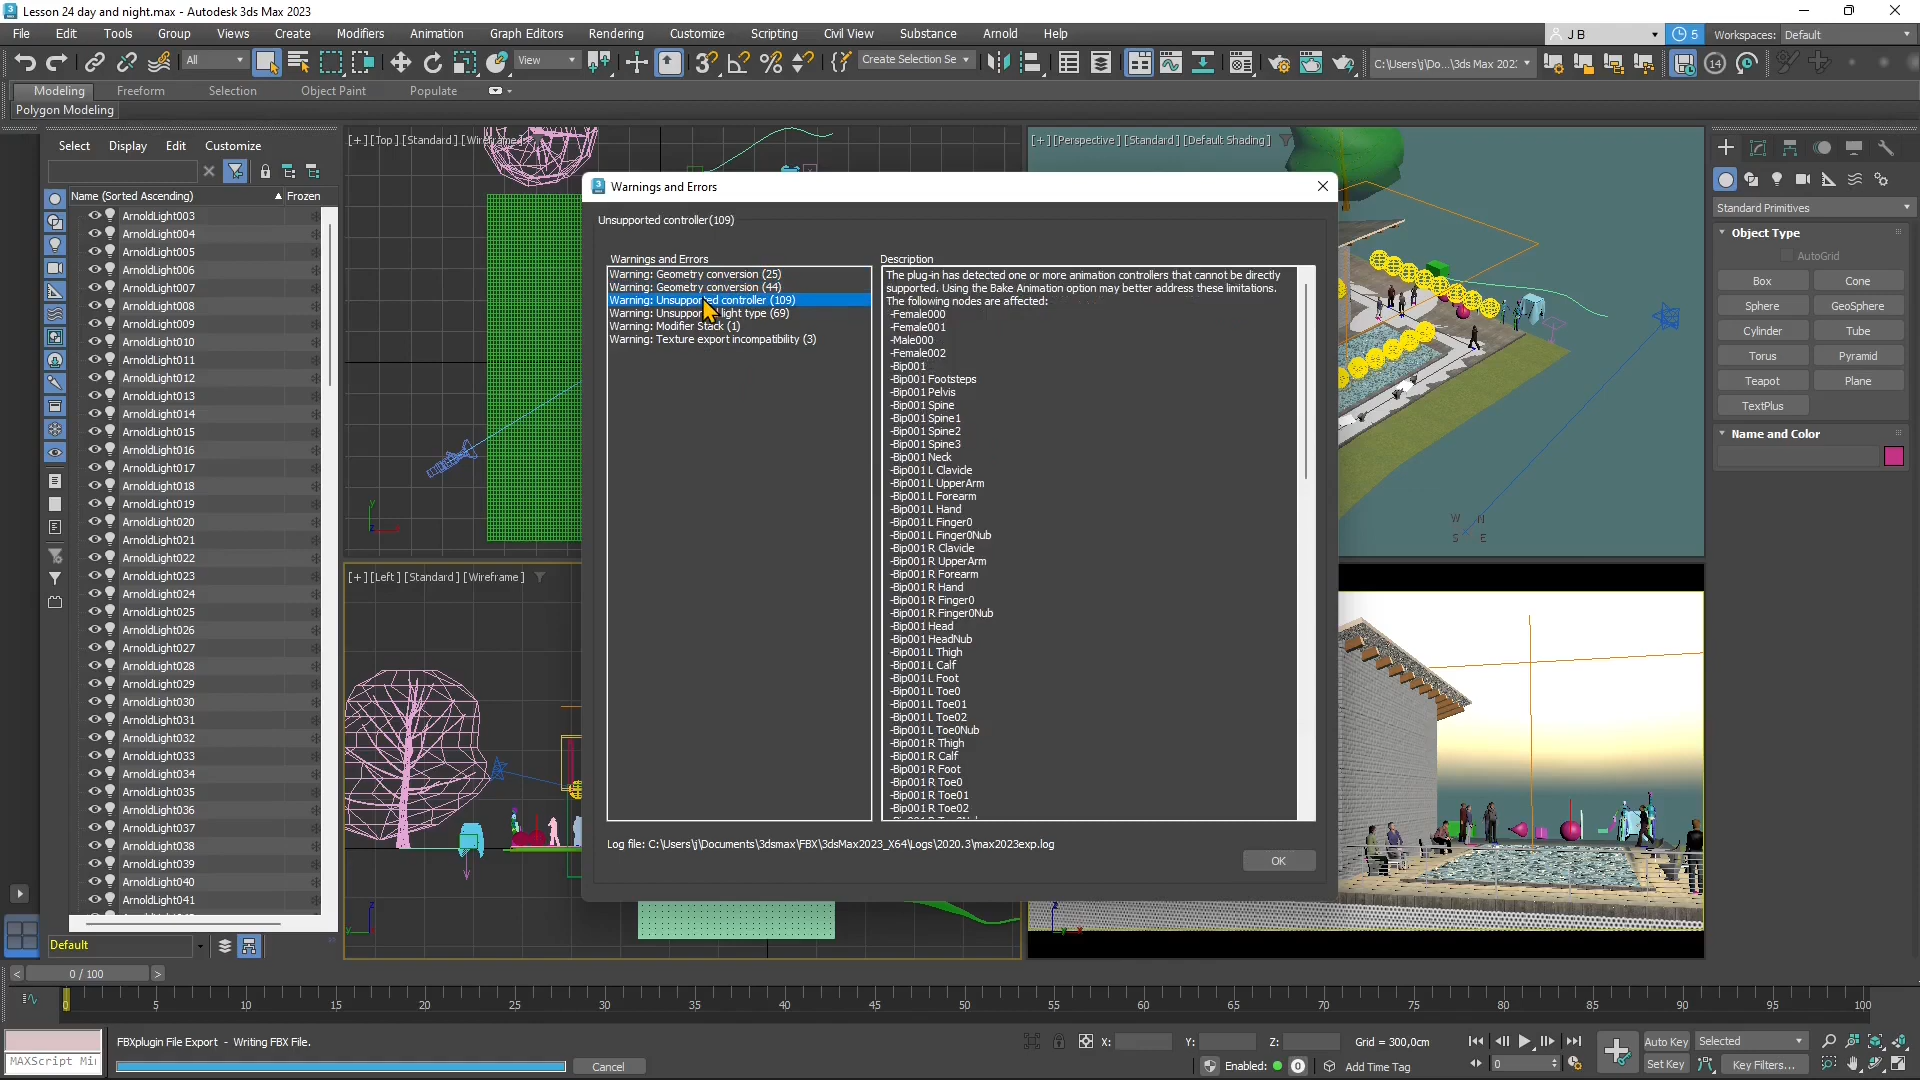 Lesson 24 day and night.max - Autodesk 3ds Max 2023
File Edit Tools Group Views Create Modifiers Animation Graph Editors Rendering Customize Scripting Civil View Substance Arnold Help
J B
5
Workspaces: Default
All
View
Create Selection Se
C:\Users\j\Do...\3ds Max 202
14
Modeling Freeform Selection Object Paint Populate
Polygon Modeling
Select Display Edit Customize
Name (Sorted Ascending) Frozen
ArnoldLight003
ArnoldLight004
ArnoldLight005
ArnoldLight006
ArnoldLight007
ArnoldLight008
ArnoldLight009
ArnoldLight010
ArnoldLight011
ArnoldLight012
ArnoldLight013
ArnoldLight014
ArnoldLight015
ArnoldLight016
ArnoldLight017
ArnoldLight018
ArnoldLight019
ArnoldLight020
ArnoldLight021
ArnoldLight022
ArnoldLight023
ArnoldLight024
ArnoldLight025
ArnoldLight026
ArnoldLight027
ArnoldLight028
ArnoldLight029
ArnoldLight030
ArnoldLight031
ArnoldLight032
ArnoldLight033
ArnoldLight034
ArnoldLight035
ArnoldLight036
ArnoldLight037
ArnoldLight038
ArnoldLight039
ArnoldLight040
ArnoldLight041
Default
[+] [Top] [Standard] [Wireframe]
[+] [Perspective] [Standard] [Default Shading]
[+] [Left] [Standard] [Wireframe]
W N
S E
Warnings and Errors
Unsupported controller(109)
Warnings and Errors
Warning: Geometry conversion (25)
Warning: Geometry conversion (44)
Warning: Unsupported controller (109)
Warning: Unsupported light type (69)
Warning: Modifier Stack (1)
Warning: Texture export incompatibility (3)
Description
The plug-in has detected one or more animation controllers that cannot be directly
supported. Using the Bake Animation option may better address these limitations.
The following nodes are affected:
-Female000
-Female001
-Male000
-Female002
-Bip001
-Bip001 Footsteps
-Bip001 Pelvis
-Bip001 Spine
-Bip001 Spine1
-Bip001 Spine2
-Bip001 Spine3
-Bip001 Neck
-Bip001 L Clavicle
-Bip001 L UpperArm
-Bip001 L Forearm
-Bip001 L Hand
-Bip001 L Finger0
-Bip001 L Finger0Nub
-Bip001 R Clavicle
-Bip001 R UpperArm
-Bip001 R Forearm
-Bip001 R Hand
-Bip001 R Finger0
-Bip001 R Finger0Nub
-Bip001 Head
-Bip001 HeadNub
-Bip001 L Thigh
-Bip001 L Calf
-Bip001 L Foot
-Bip001 L Toe0
-Bip001 L Toe01
-Bip001 L Toe02
-Bip001 L Toe0Nub
-Bip001 R Thigh
-Bip001 R Calf
-Bip001 R Foot
-Bip001 R Toe0
-Bip001 R Toe01
-Bip001 R Toe02
Log file: C:\Users\j\Documents\3dsmax\FBX\3dsMax2023_X64\Logs\2020.3\max2023exp.log
OK
Standard Primitives
Object Type
AutoGrid
Box Cone
Sphere GeoSphere
Cylinder Tube
Torus Pyramid
Teapot Plane
TextPlus
Name and Color
< 0 / 100 >
0 5 10 15 20 25 30 35 40 45 50 55 60 65 70 75 80 85 90 95 100
FBXplugin File Export - Writing FBX File.
MAXScript Mi
Cancel
X: Y: Z: Grid = 300,0cm
Enabled: 0 Add Time Tag
0
Auto Key Selected
Set Key Key Filters...